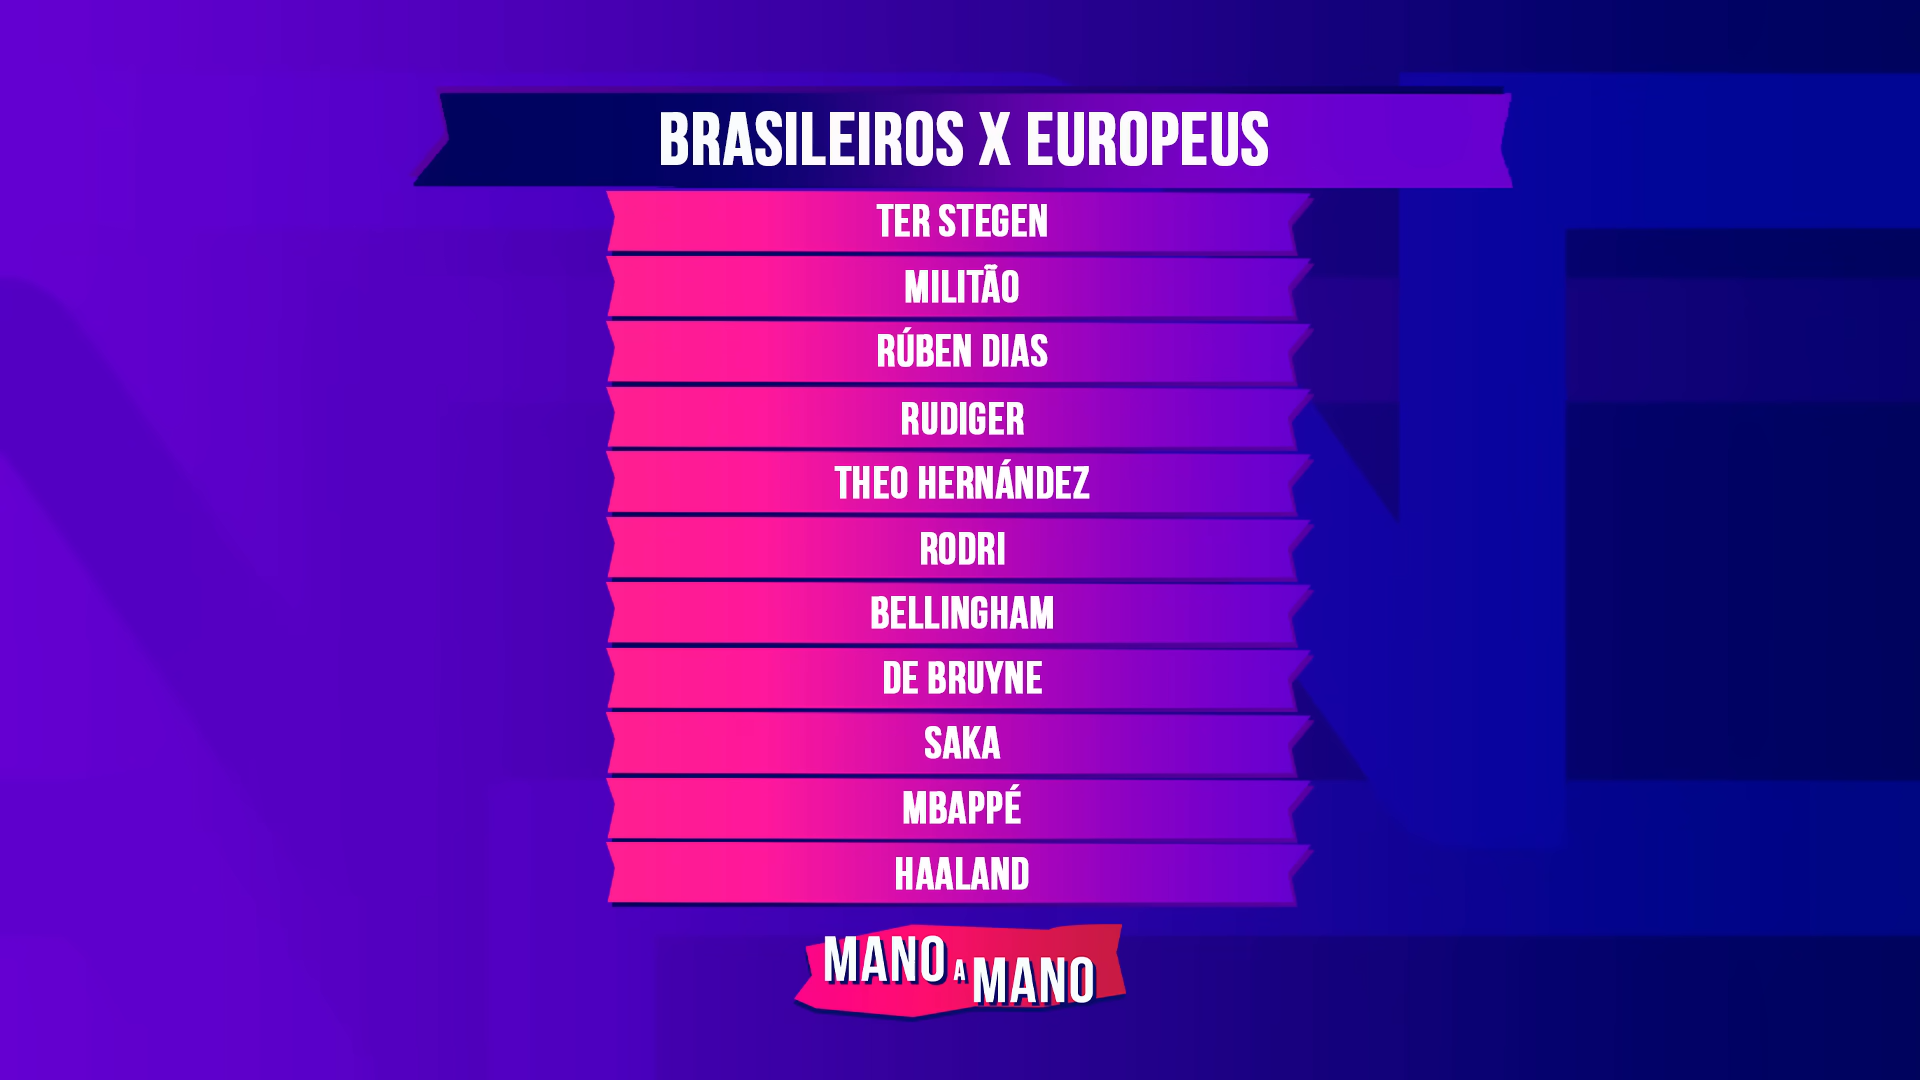 BRASILEIROS X EUROPEUS
TER STEGEN
MILITÃO
RÚBEN DIAS
RUDIGER
THEO HERNÁNDEZ
RODRI
BELLINGHAM
DE BRUYNE
SAKA
MBAPPÉ
HAALAND
MANO A MANO